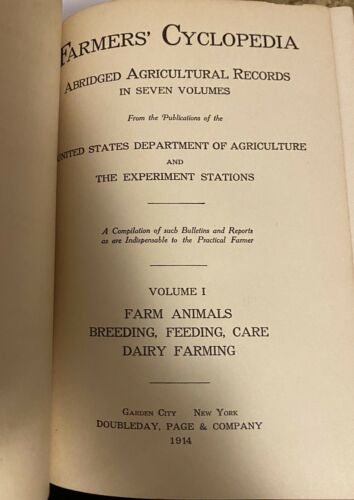 FARMERS' CYCLOPEDIA
ABRIDGED AGRICULTURAL RECORDS
IN SEVEN VOLUMES
From the Publications of the
UNITED STATES DEPARTMENT OF AGRICULTURE
AND
THE EXPERIMENT STATIONS
A Compilation of such Bulletins and Reports
as are Indispensable to the Practical Farmer
VOLUME I
FARM ANIMALS
BREEDING, FEEDING, CARE
DAIRY FARMING
GARDEN CITY NEW YORK
DOUBLEDAY, PAGE & COMPANY
1914